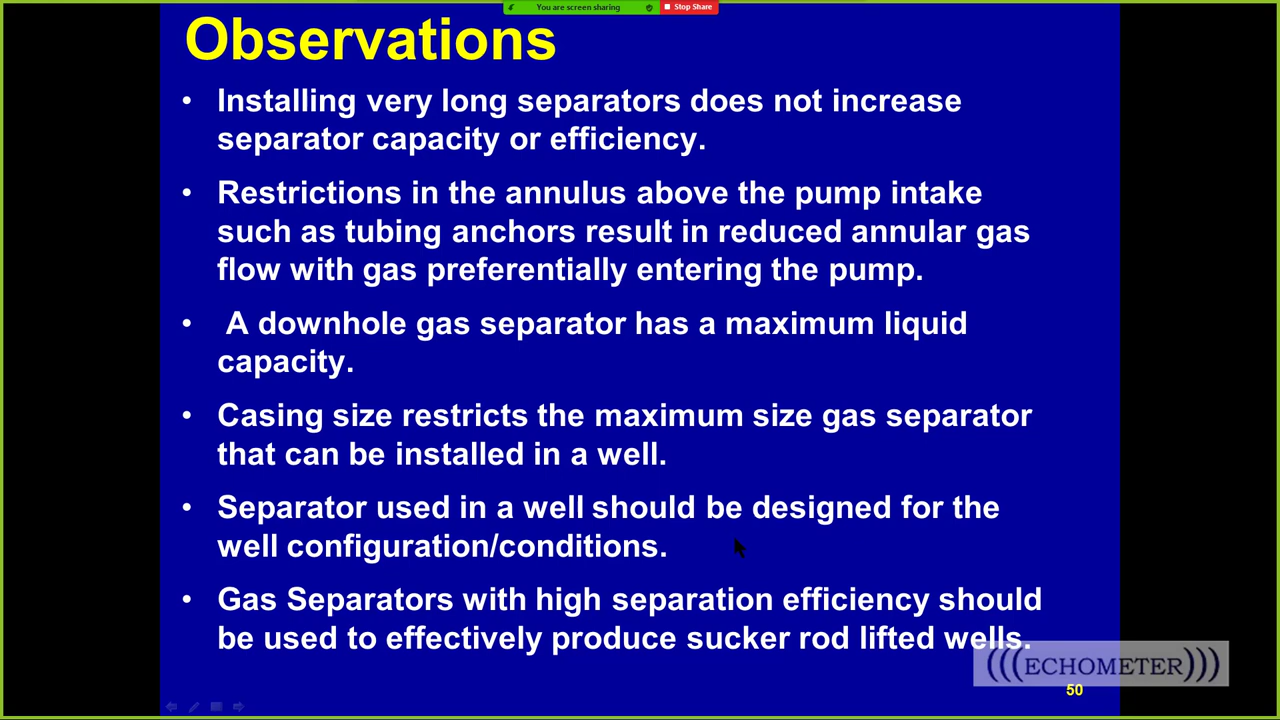 You are screen sharing Stop Share
Observations
• Installing very long separators does not increase
separator capacity or efficiency.
• Restrictions in the annulus above the pump intake
such as tubing anchors result in reduced annular gas
flow with gas preferentially entering the pump.
• A downhole gas separator has a maximum liquid
capacity.
• Casing size restricts the maximum size gas separator
that can be installed in a well.
• Separator used in a well should be designed for the
well configuration/conditions.
• Gas Separators with high separation efficiency should
be used to effectively produce sucker rod lifted wells.
(((ECHOMETER)))
50